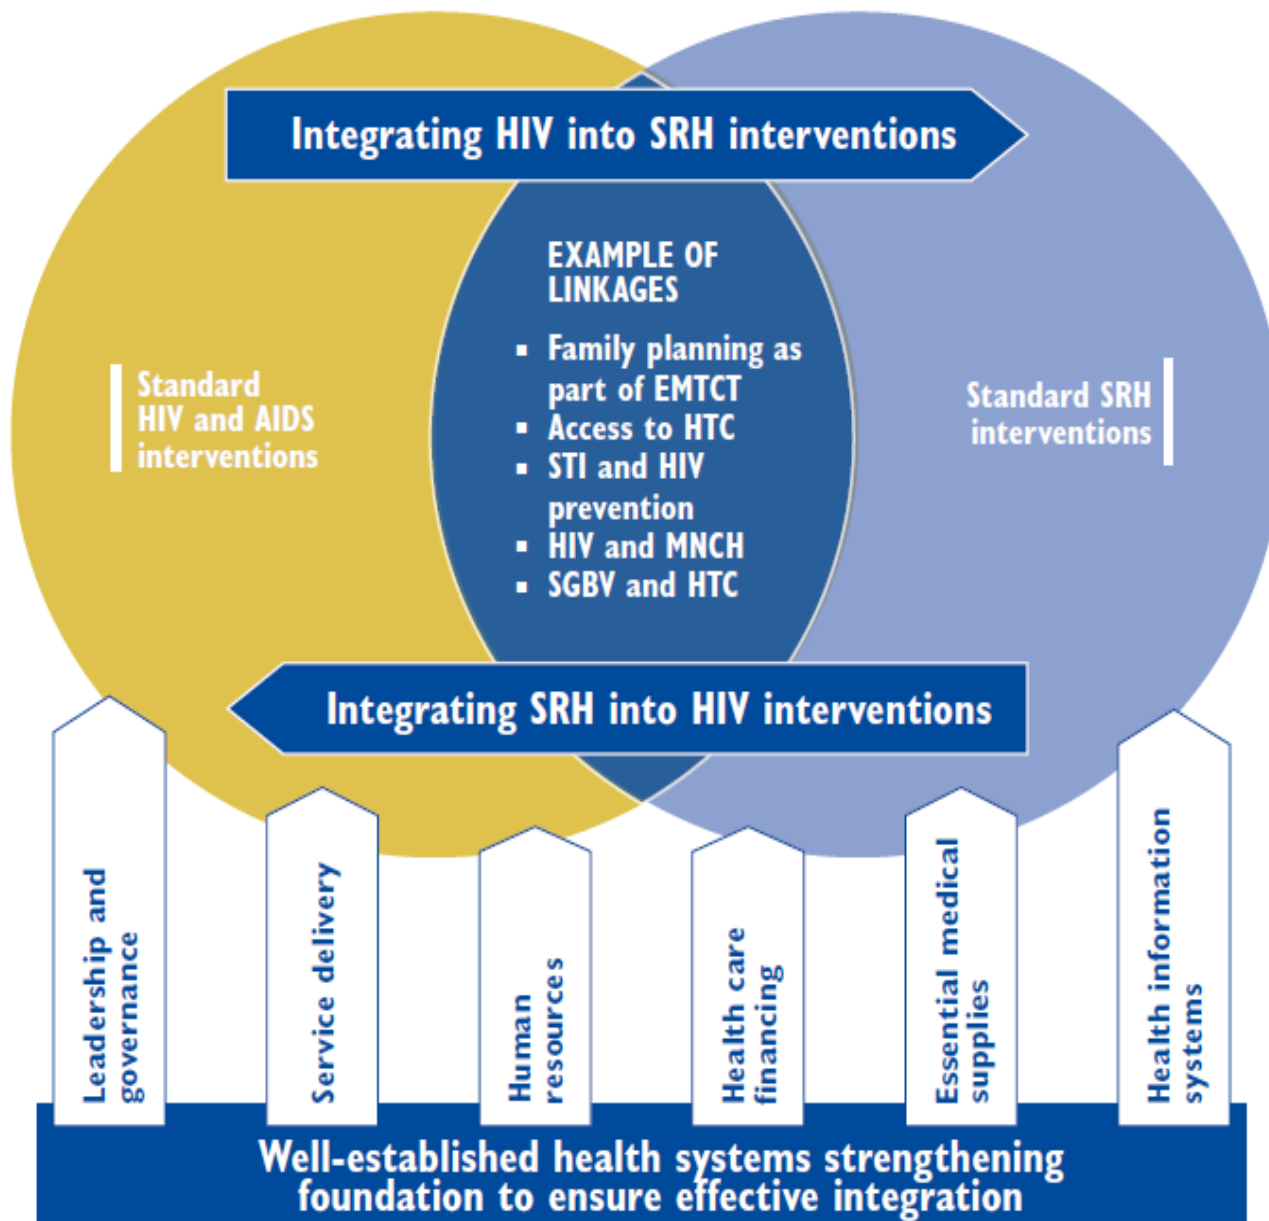 Integrating HIV into SRH interventions
EXAMPLE OF
LINKAGES
▪ Family planning as
part of EMTCT
▪ Access to HTC
▪ STI and HIV
prevention
▪ HIV and MNCH
▪ SGBV and HTC
Standard
HIV and AIDS
interventions
Standard SRH
interventions
Integrating SRH into HIV interventions
Leadership and
governance
Service delivery
Human
resources
Health care
financing
Essential medical
supplies
Health information
systems
Well-established health systems strengthening
foundation to ensure effective integration